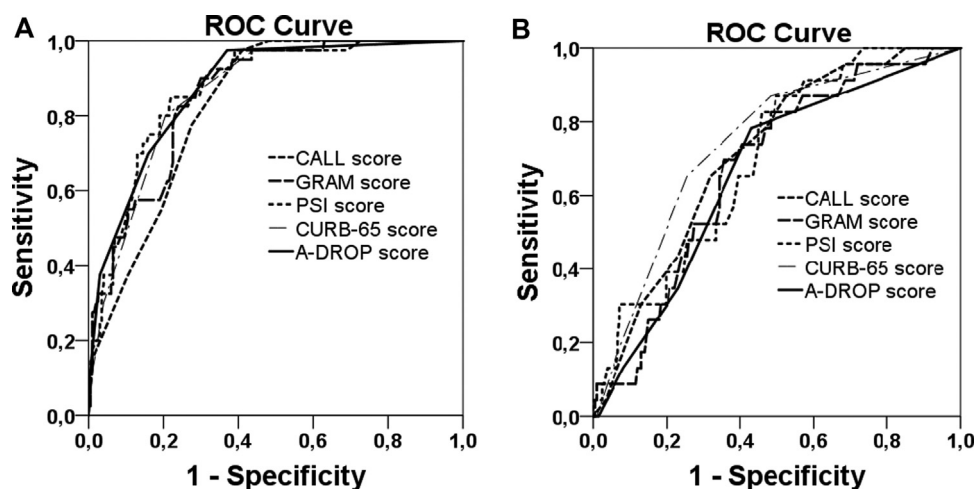 A
ROC Curve
1,0
0,8
0,6
0,4
0,2
0,0
Sensitivity
CALL score
GRAM score
PSI score
CURB-65 score
A-DROP score
0,0 0,2 0,4 0,6 0,8 1,0
1 - Specificity
B
ROC Curve
1,0
0,8
0,6
0,4
0,2
0,0
Sensitivity
CALL score
GRAM score
PSI score
CURB-65 score
A-DROP score
0,0 0,2 0,4 0,6 0,8 1,0
1 - Specificity